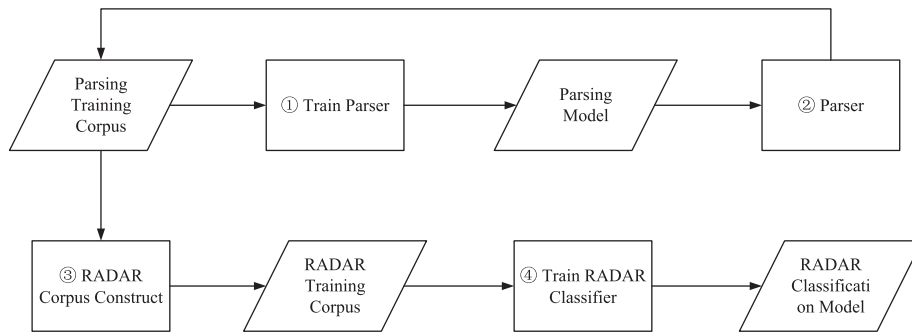 Parsing
Training
Corpus
① Train Parser
Parsing
Model
② Parser
③ RADAR
Corpus Construct
RADAR
Training
Corpus
④ Train RADAR
Classifier
RADAR
Classificati
on Model